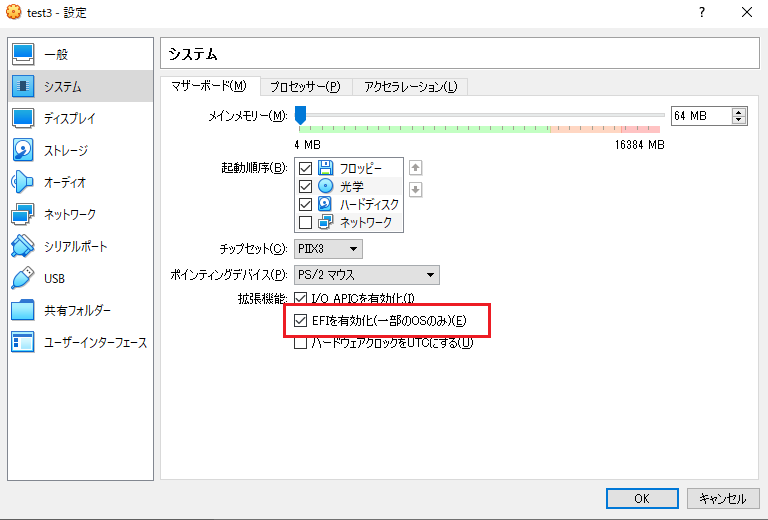 test3 - 設定
?
一般
システム
ディスプレイ
ストレージ
オーディオ
ネットワーク
シリアルポート
USB
共有フォルダー
ユーザーインターフェース
システム
マザーボード(M) プロセッサー(P) アクセラレーション(L)
メインメモリー(M): 64 MB
4 MB 16384 MB
起動順序(B): フロッピー
光学
ハードディスク
ネットワーク
チップセット(C): PIIX3
ポインティングデバイス(P): PS/2 マウス
拡張機能: I/O APICを有効化(I)
EFIを有効化(一部のOSのみ)(E)
ハードウェアクロックをUTCにする(U)
OK キャンセル